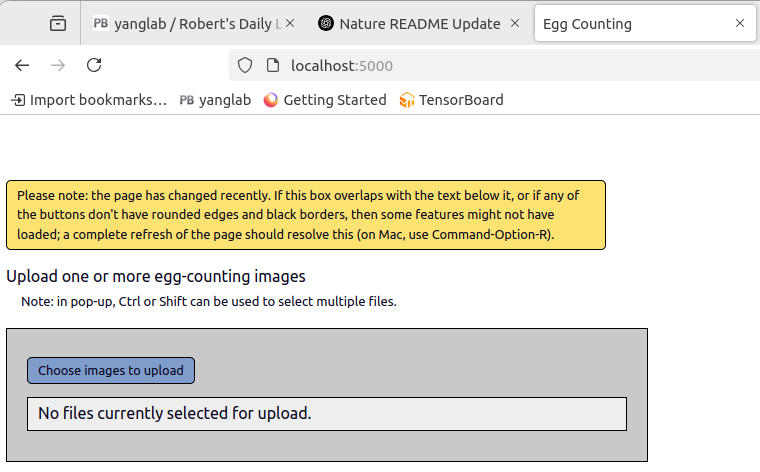 PB yanglab / Robert's Daily L
Nature README Update
Egg Counting
localhost:5000
Import bookmarks...
PB yanglab
Getting Started
TensorBoard
Please note: the page has changed recently. If this box overlaps with the text below it, or if any of
the buttons don't have rounded edges and black borders, then some features might not have
loaded; a complete refresh of the page should resolve this (on Mac, use Command-Option-R).
Upload one or more egg-counting images
Note: in pop-up, Ctrl or Shift can be used to select multiple files.
Choose images to upload
No files currently selected for upload.